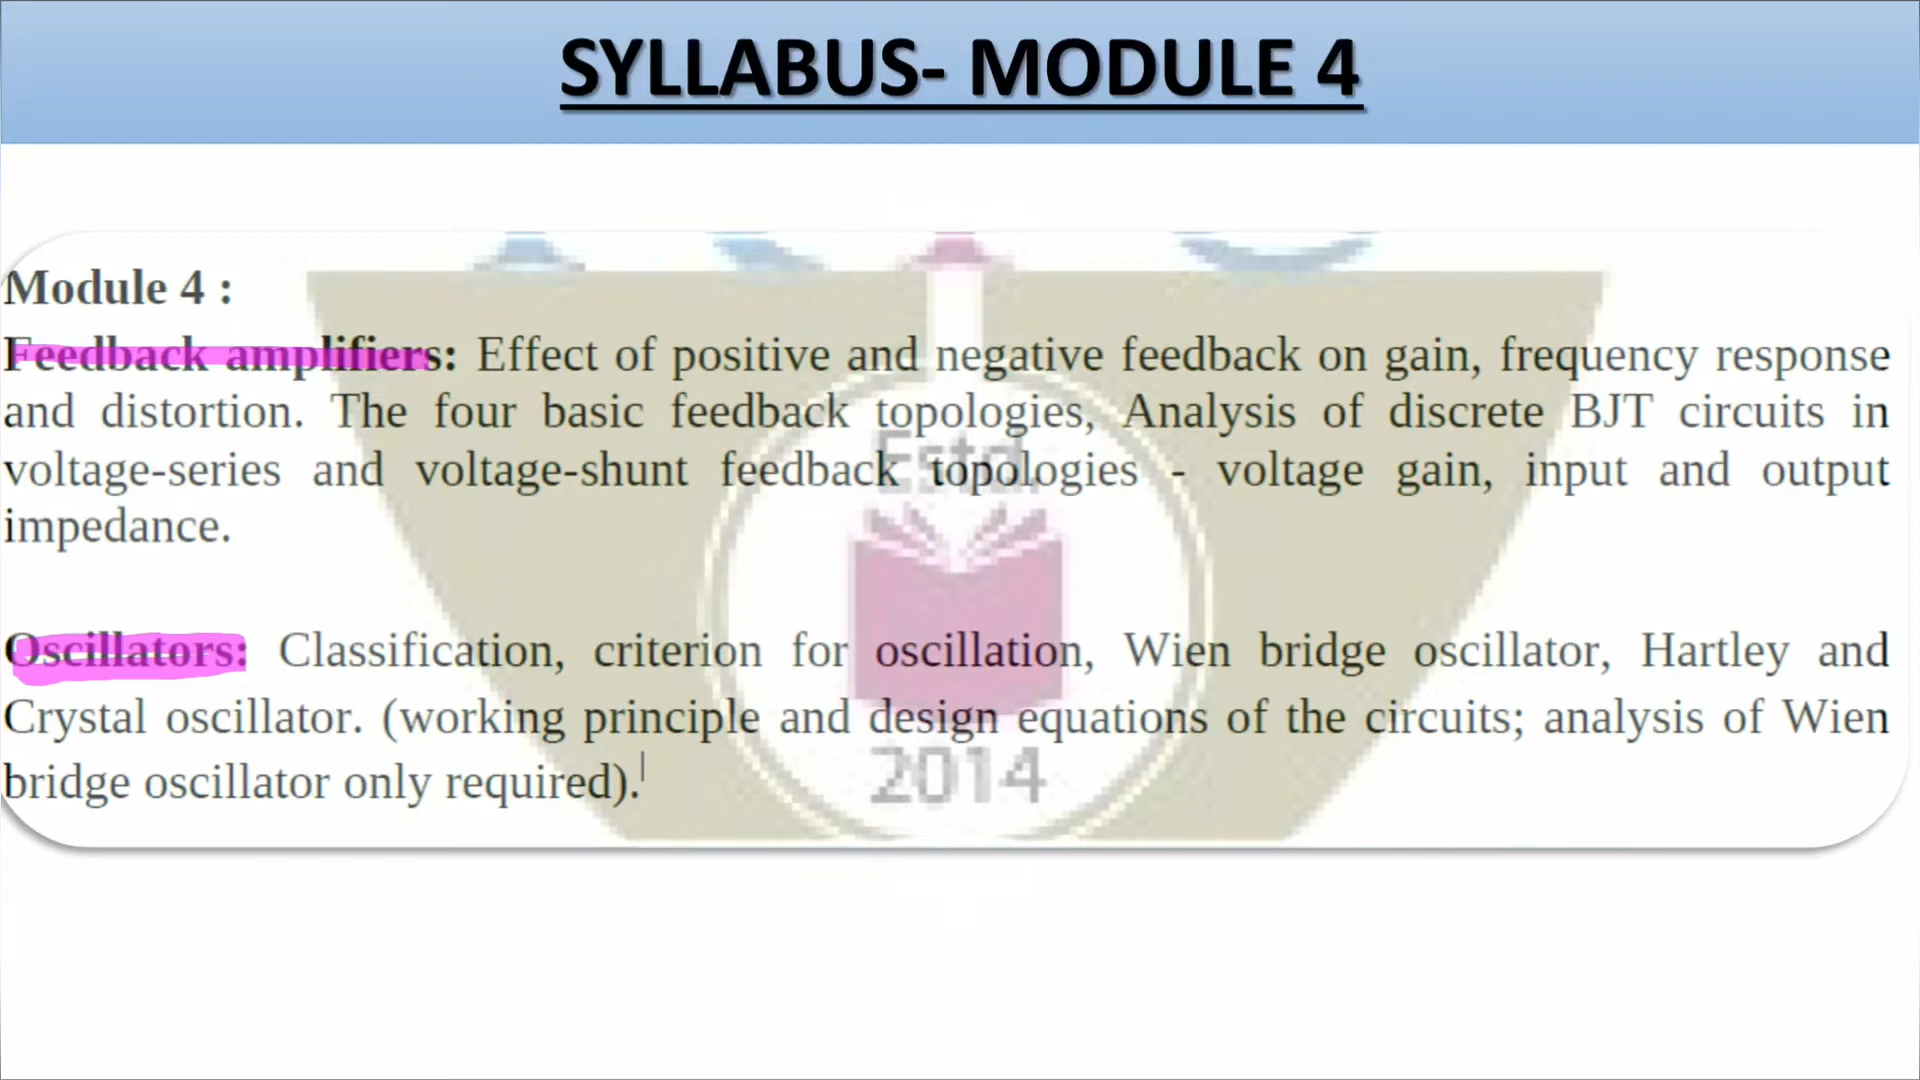 SYLLABUS- MODULE 4
Module 4 :
Feedback amplifiers: Effect of positive and negative feedback on gain, frequency response
and distortion. The four basic feedback topologies, Analysis of discrete BJT circuits in
voltage-series and voltage-shunt feedback topologies - voltage gain, input and output
impedance.
Estd.
Oscillators: Classification, criterion for oscillation, Wien bridge oscillator, Hartley and
Crystal oscillator. (working principle and design equations of the circuits; analysis of Wien
bridge oscillator only required).
2014